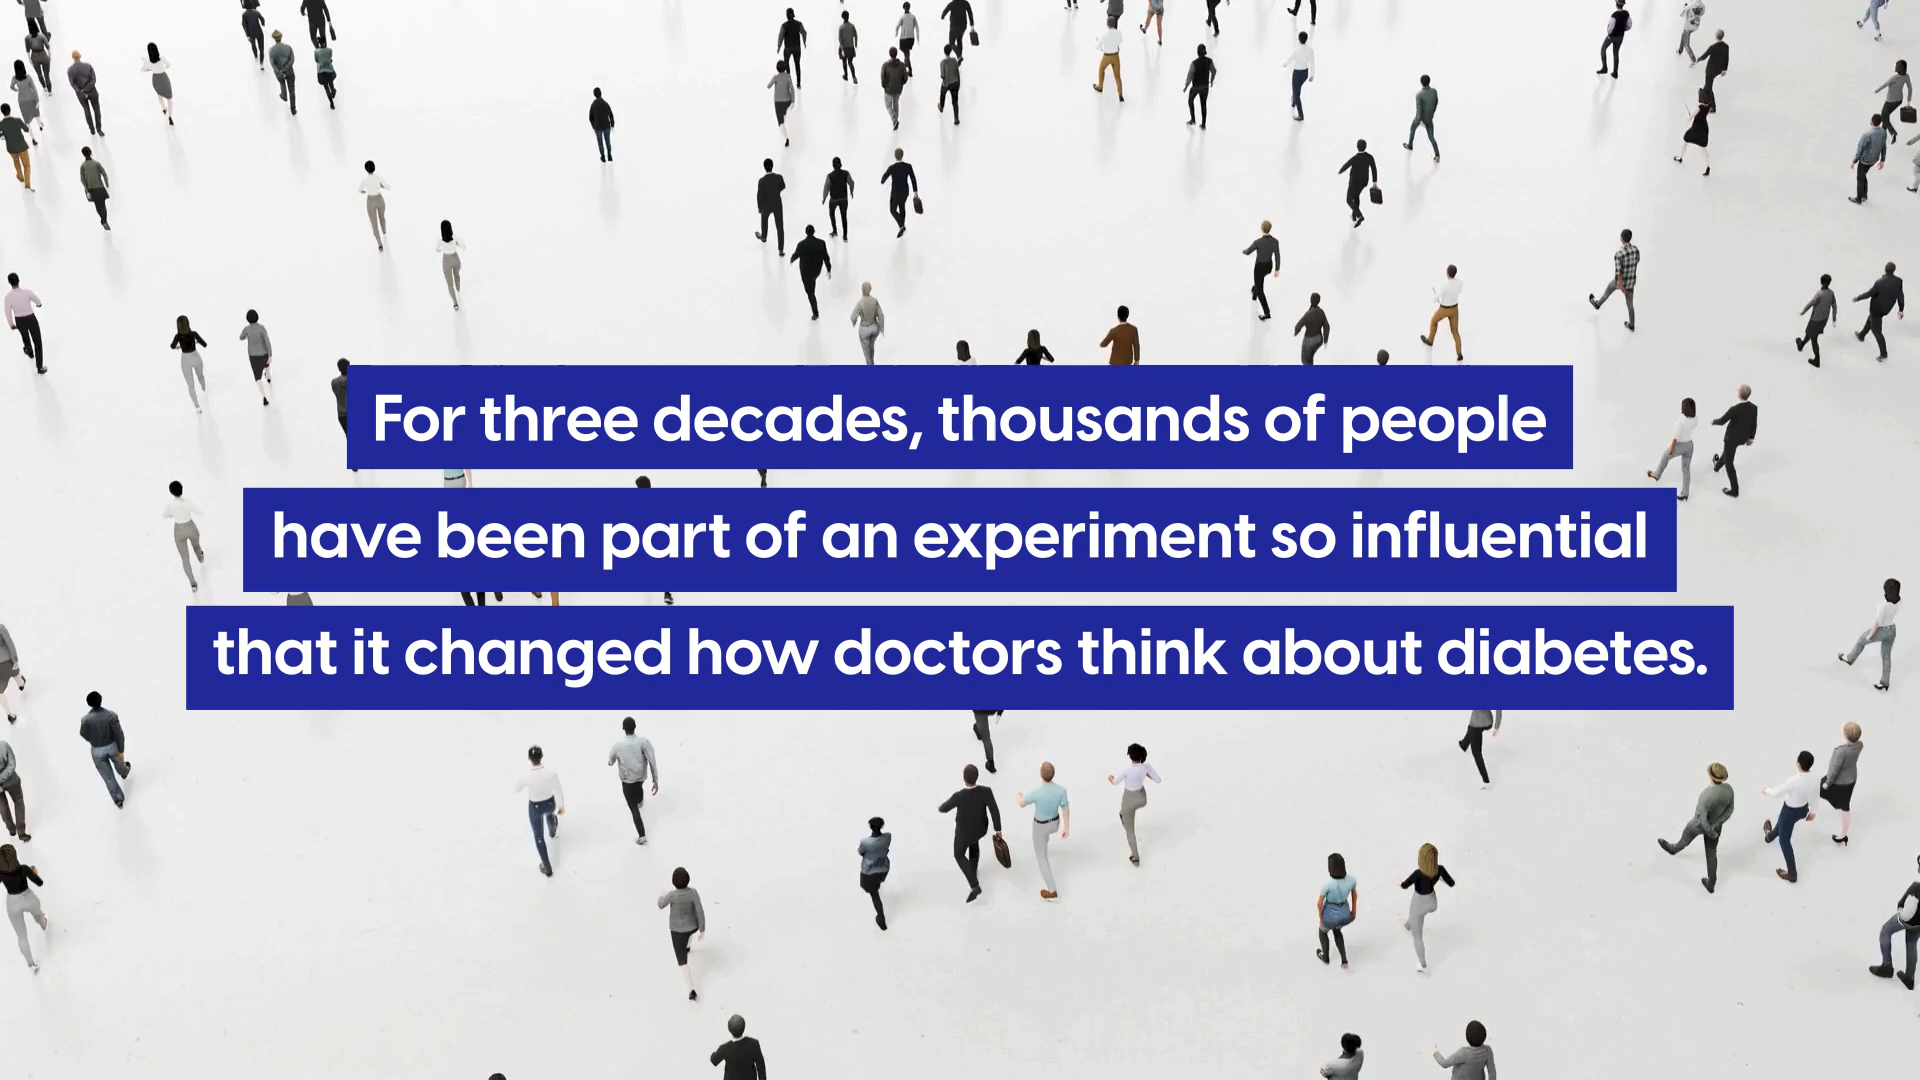 For three decades, thousands of people
have been part of an experiment so influential
that it changed how doctors think about diabetes.